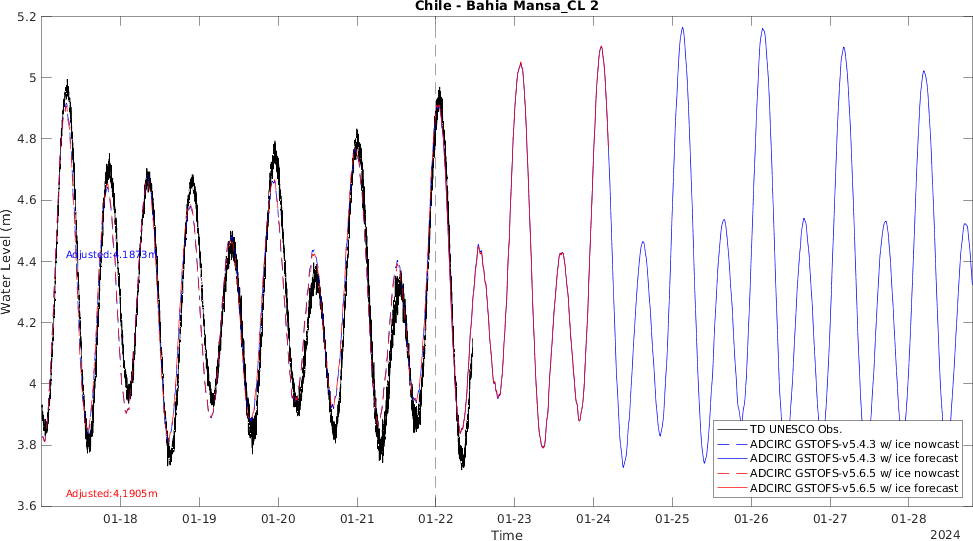 Chile - Bahia Mansa_CL 2
5.2
5
4.8
4.6
4.4
4.2
4
3.8
3.6
Water Level (m)
Adjusted:4.1873m
Adjusted:4.1905m
TD UNESCO Obs.
ADCIRC GSTOFS-v5.4.3 w/ ice nowcast
ADCIRC GSTOFS-v5.4.3 w/ ice forecast
ADCIRC GSTOFS-v5.6.5 w/ ice nowcast
ADCIRC GSTOFS-v5.6.5 w/ ice forecast
01-18 01-19 01-20 01-21 01-22 01-23 01-24 01-25 01-26 01-27 01-28
Time
2024